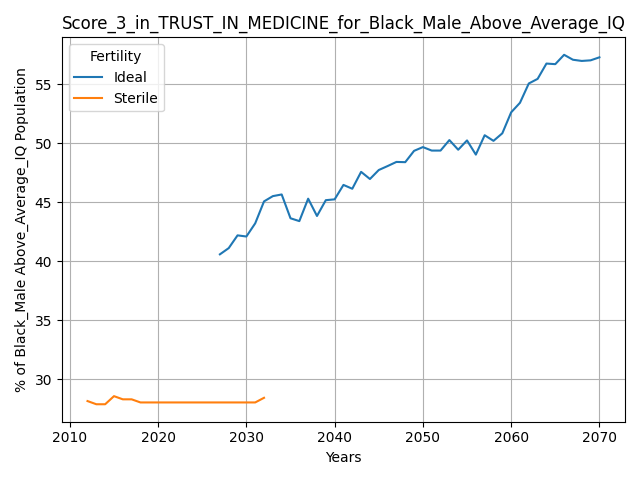 Score_3_in_TRUST_IN_MEDICINE_for_Black_Male_Above_Average_IQ
Fertility
Ideal
Sterile
% of Black_Male Above_Average_IQ Population
55
50
45
40
35
30
2010 2020 2030 2040 2050 2060 2070
Years